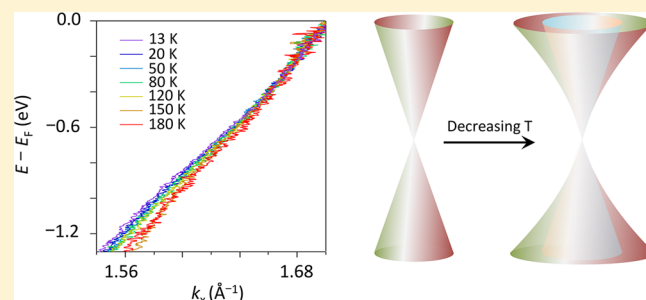 0.0
−0.6
−1.2
E − E_F (eV)
13 K
20 K
50 K
80 K
120 K
150 K
180 K
1.56
1.68
kₓ (Å⁻¹)
Decreasing T